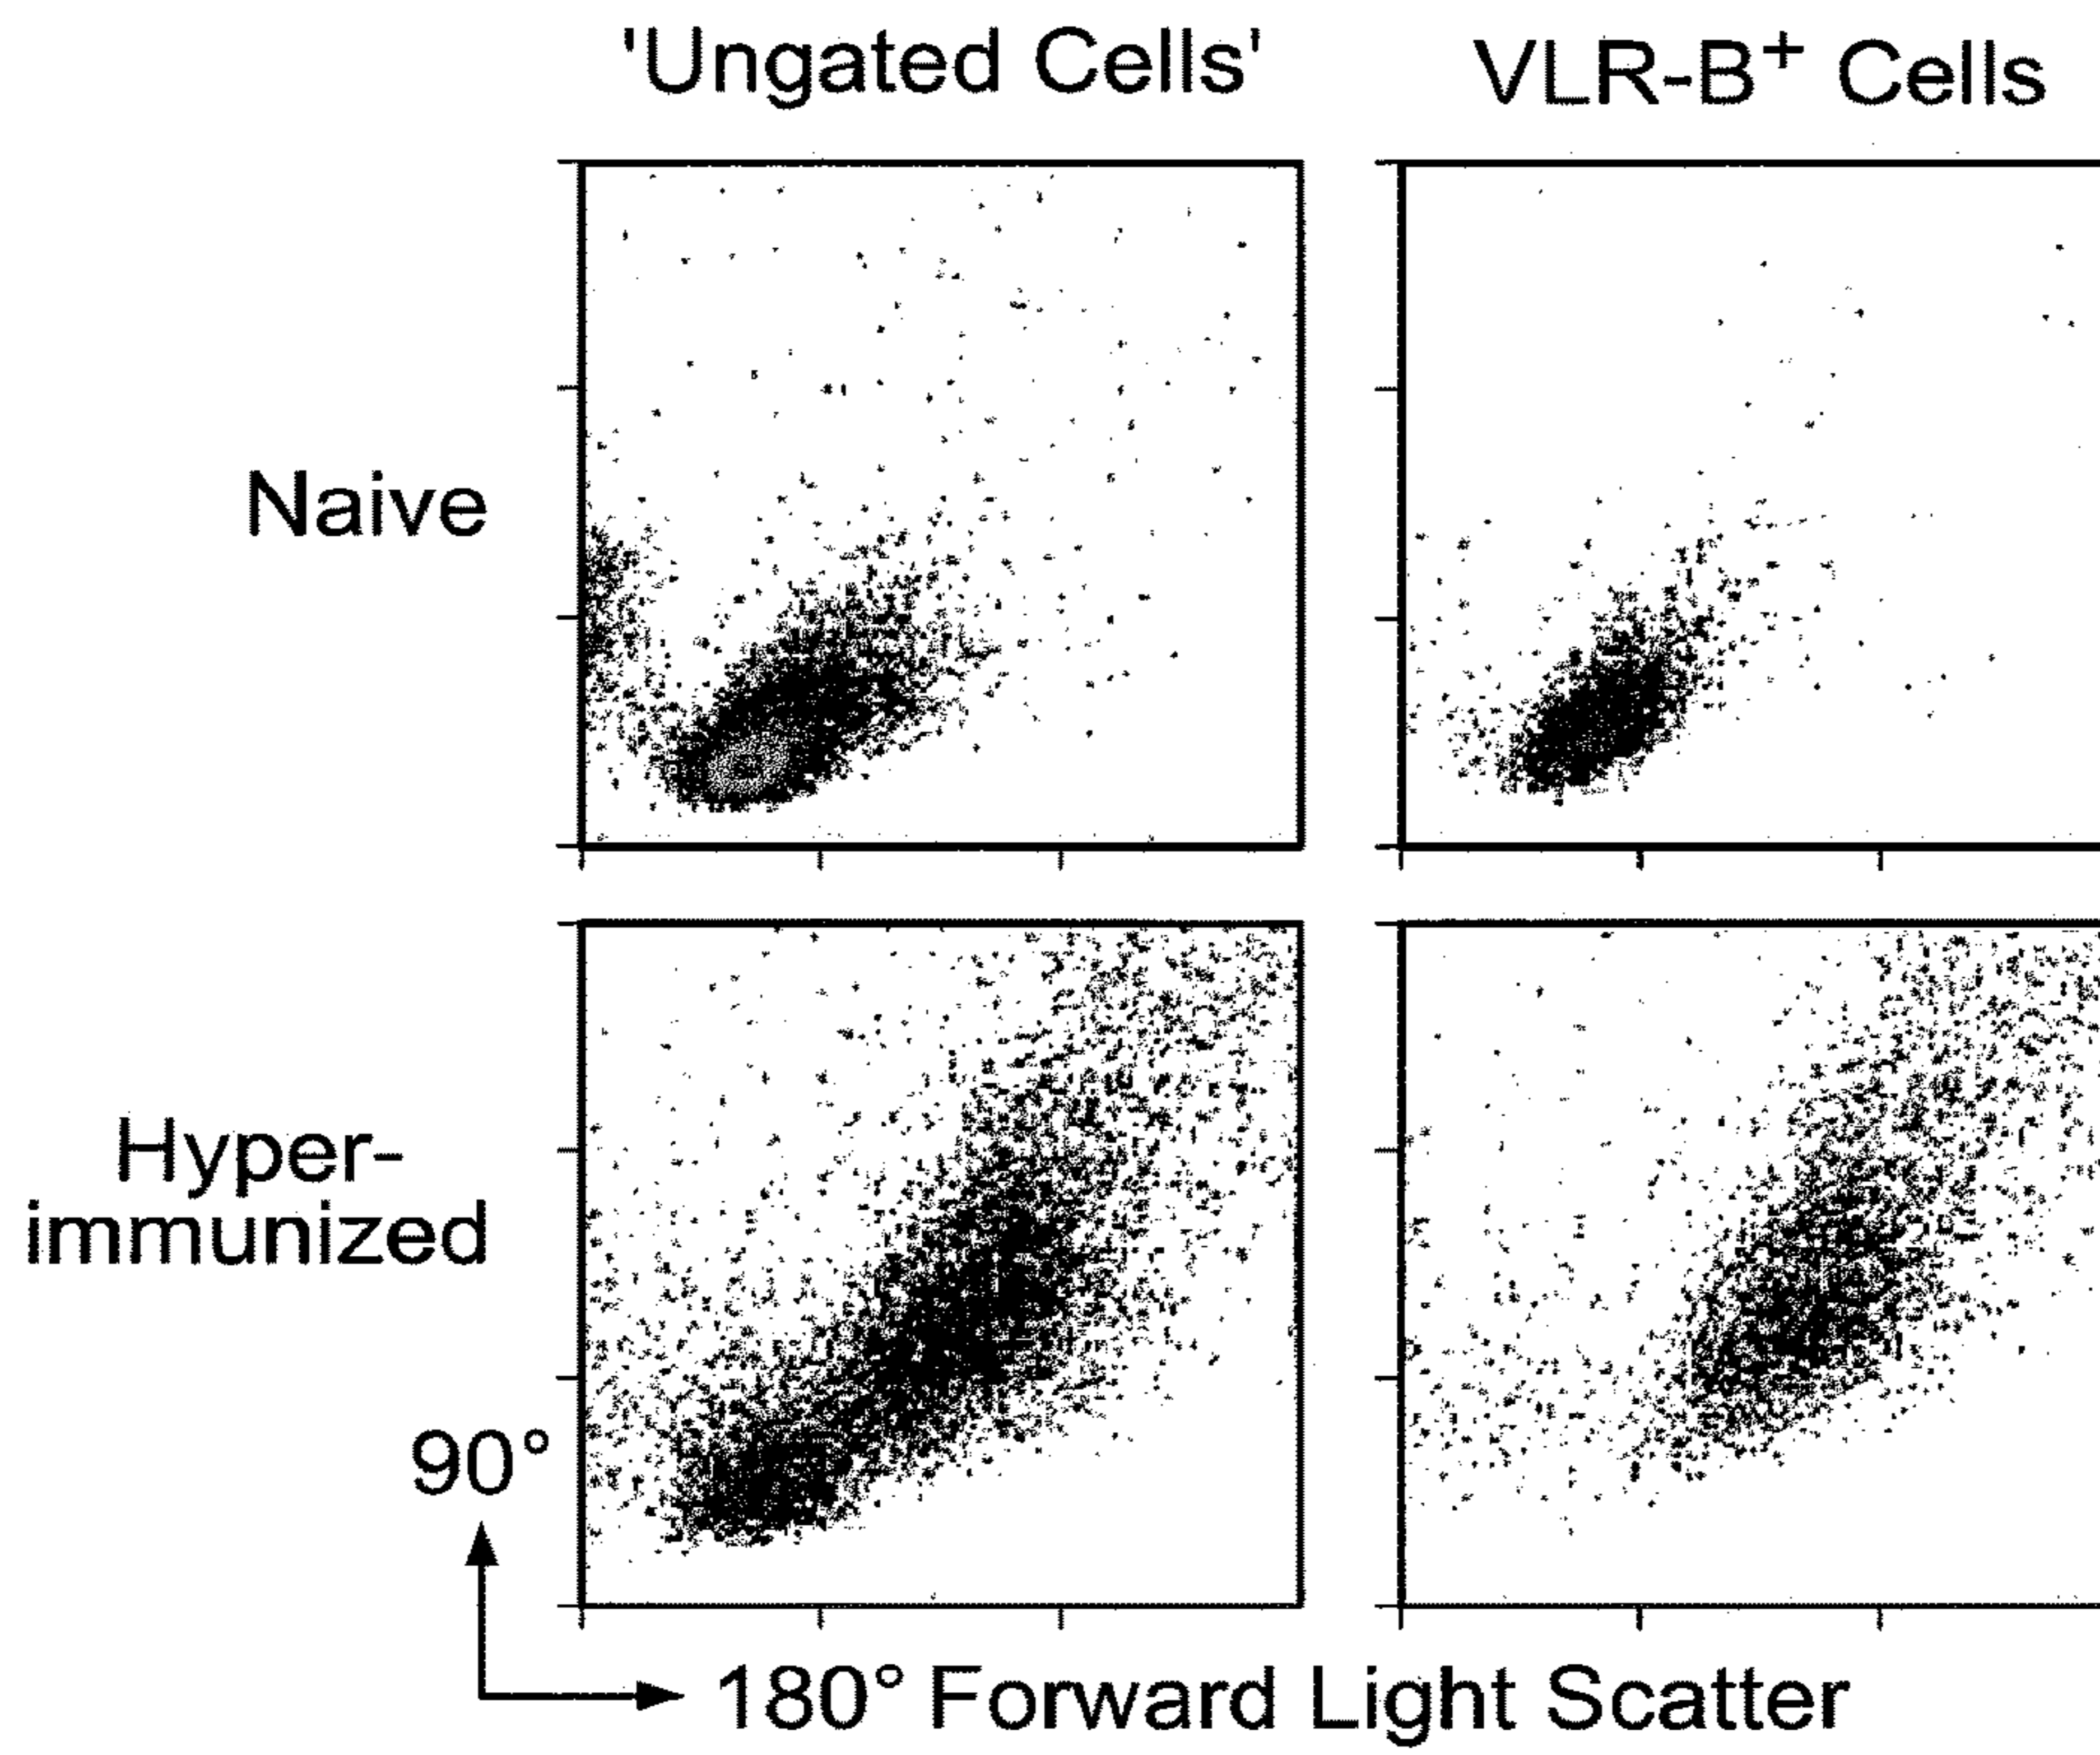 'Ungated Cells'
VLR-B⁺ Cells
Naive
Hyper-
immunized
90°
180° Forward Light Scatter